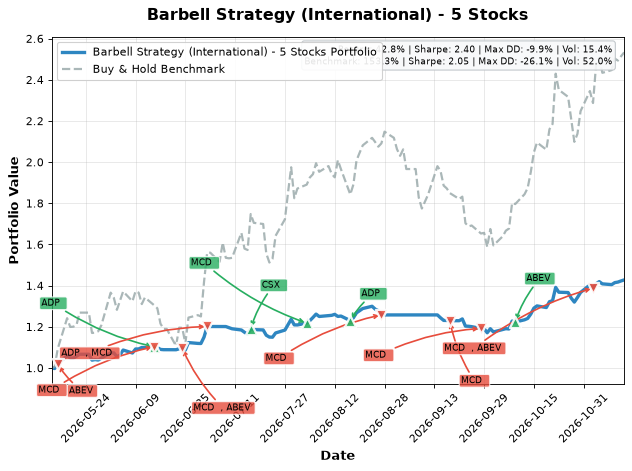 Barbell Strategy (International) - 5 Stocks
Barbell Strategy (International) - 5 Stocks Portfolio
Buy & Hold Benchmark
2.8% | Sharpe: 2.40 | Max DD: -9.9% | Vol: 15.4%
Benchmark: 153.3% | Sharpe: 2.05 | Max DD: -26.1% | Vol: 52.0%
Portfolio Value
2.6
2.4
2.2
2.0
1.8
1.6
1.4
1.2
1.0
MCD
CSX
ADP
ADP
ABEV
ADP
MCD
MCD
MCD
MCD , ABEV
MCD
ABEV
MCD
MCD , ABEV
2026-05-24
2026-06-09
2026-07-27
2026-08-12
2026-08-28
2026-09-13
2026-09-29
2026-10-15
2026-10-31
Date